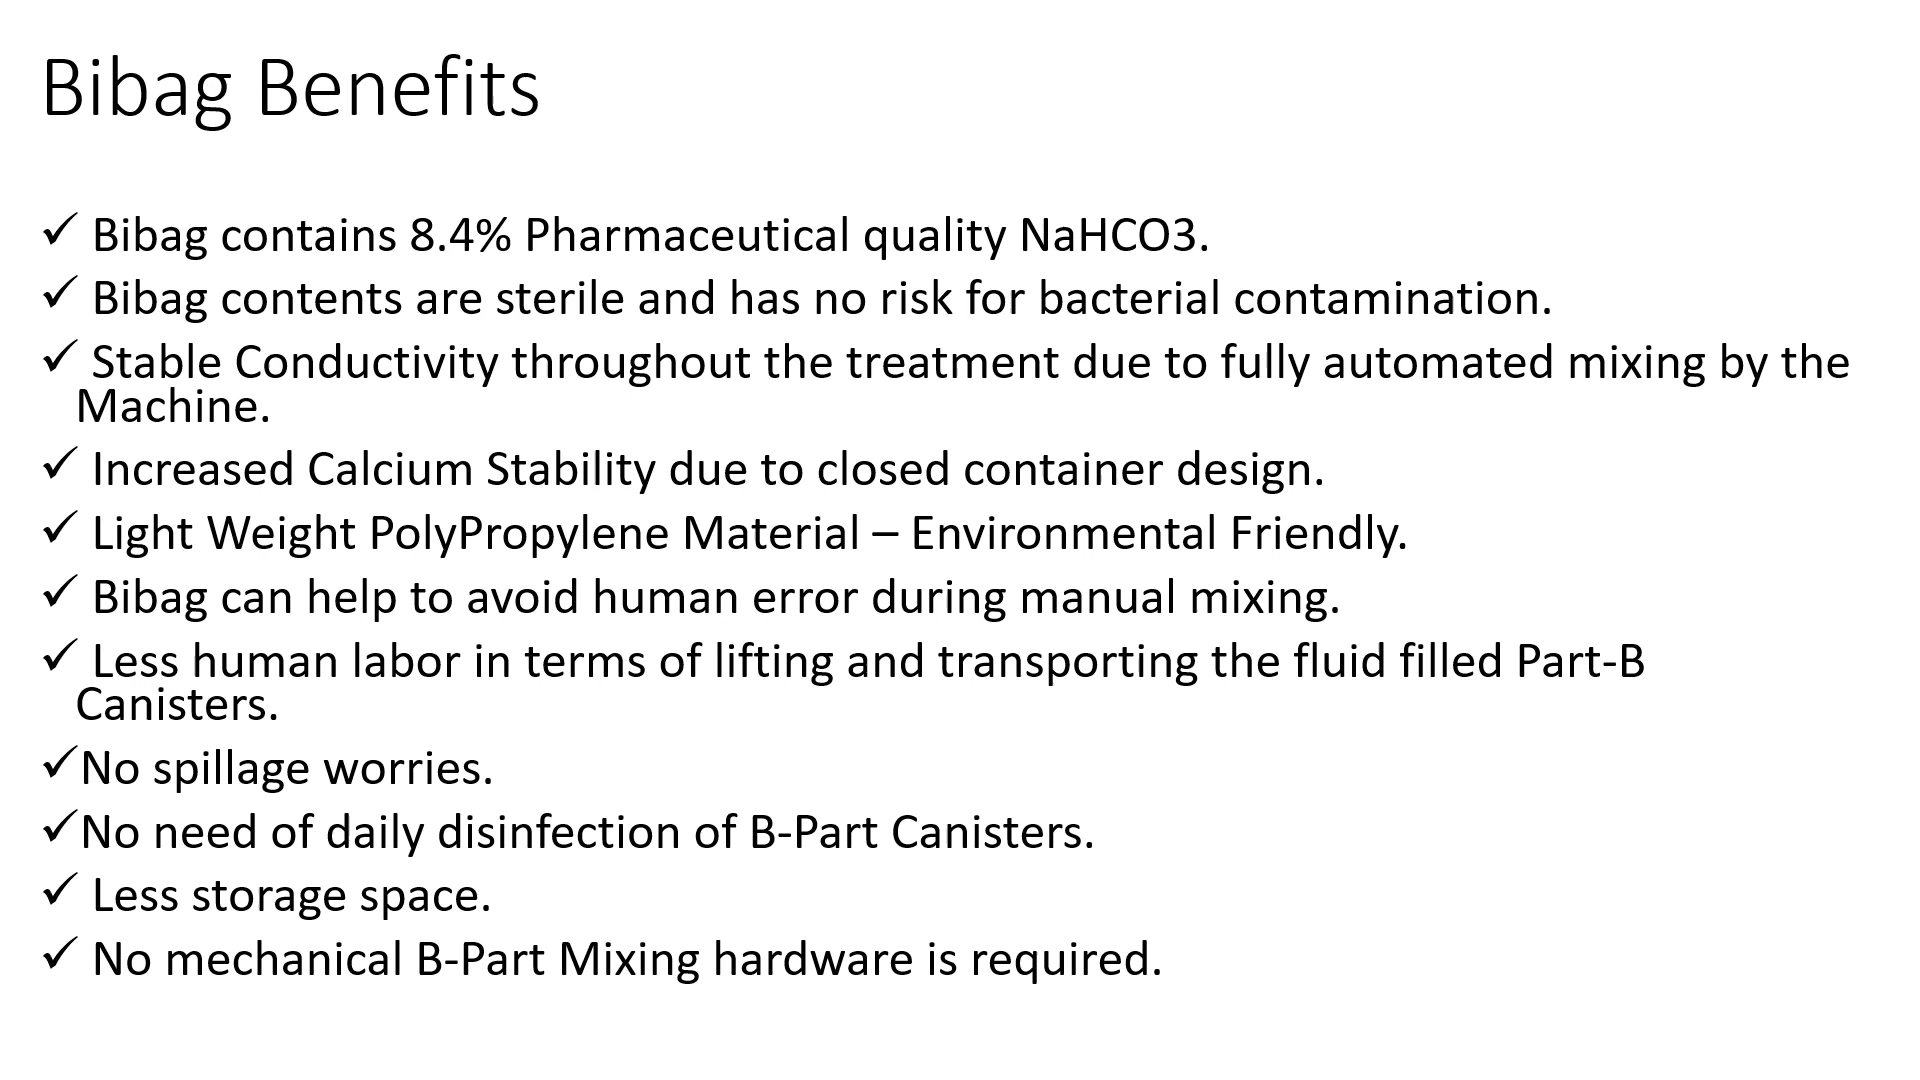 Bibag Benefits
✓ Bibag contains 8.4% Pharmaceutical quality NaHCO3.
✓ Bibag contents are sterile and has no risk for bacterial contamination.
✓ Stable Conductivity throughout the treatment due to fully automated mixing by the
Machine.
✓ Increased Calcium Stability due to closed container design.
✓ Light Weight PolyPropylene Material – Environmental Friendly.
✓ Bibag can help to avoid human error during manual mixing.
✓ Less human labor in terms of lifting and transporting the fluid filled Part-B
Canisters.
✓No spillage worries.
✓No need of daily disinfection of B-Part Canisters.
✓ Less storage space.
✓ No mechanical B-Part Mixing hardware is required.